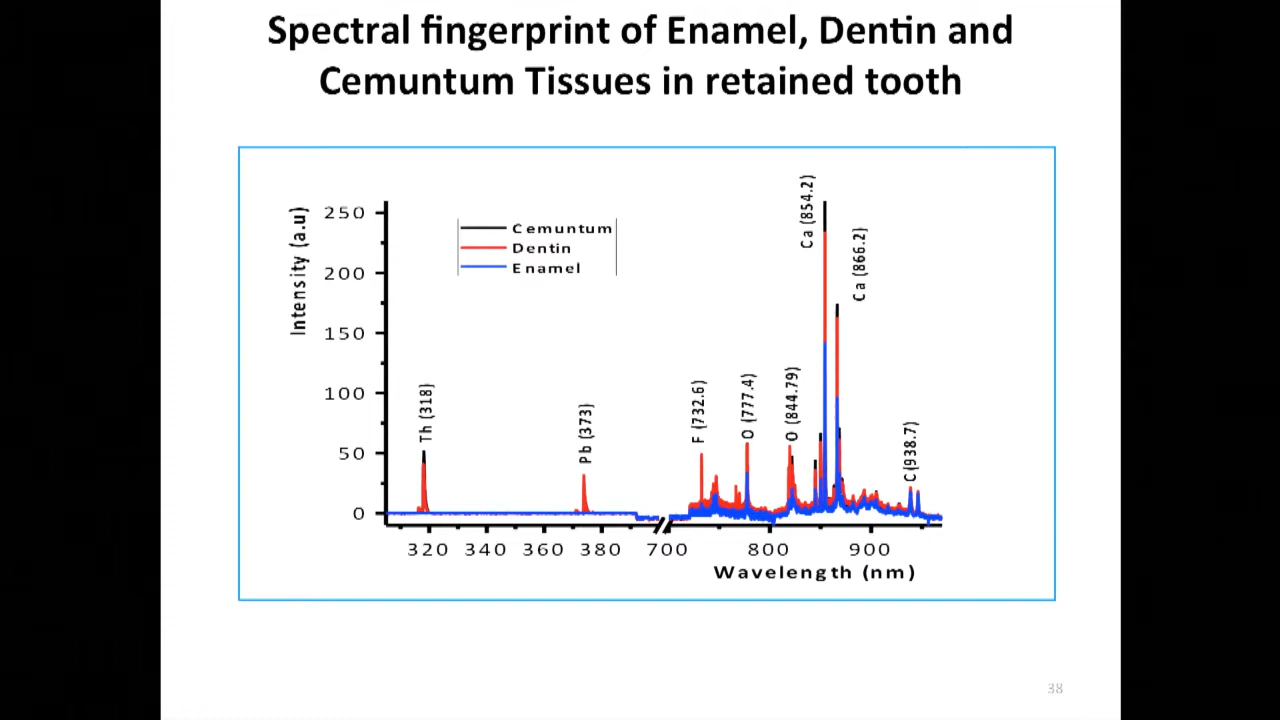 Spectral fingerprint of Enamel, Dentin and
Cemuntum Tissues in retained tooth
Intensity (a.u)
250
200
150
100
50
0
Cemuntum
Dentin
Enamel
Th (318)
Pb (373)
F (732.6)
O (777.4)
O (844.79)
Ca (854.2)
Ca (866.2)
C(938.7)
320 340 360 380 700 800 900
Wavelength (nm)
38